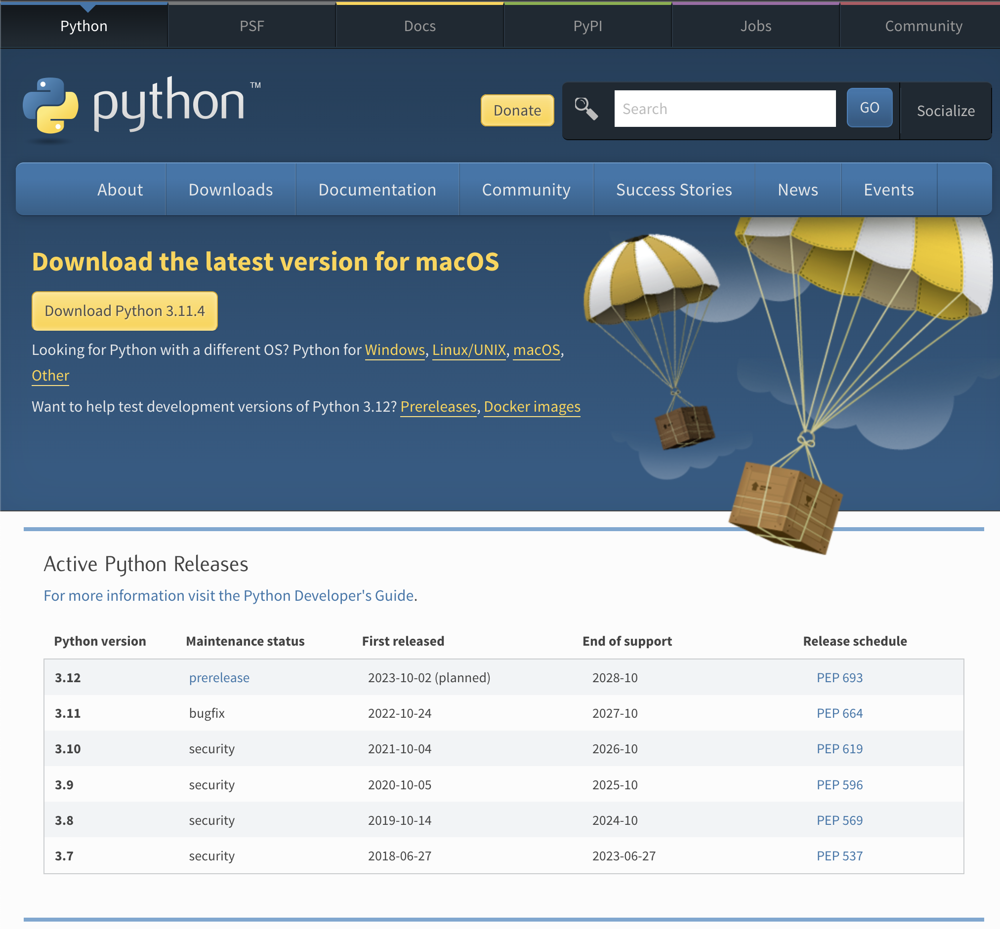 Python PSF Docs PyPI Jobs Community
python™
Donate Search GO Socialize
About Downloads Documentation Community Success Stories News Events
Download the latest version for macOS
Download Python 3.11.4
Looking for Python with a different OS? Python for Windows, Linux/UNIX, macOS,
Other
Want to help test development versions of Python 3.12? Prereleases, Docker images
Active Python Releases
For more information visit the Python Developer's Guide.
Python version Maintenance status First released End of support Release schedule
3.12 prerelease 2023-10-02 (planned) 2028-10 PEP 693
3.11 bugfix 2022-10-24 2027-10 PEP 664
3.10 security 2021-10-04 2026-10 PEP 619
3.9 security 2020-10-05 2025-10 PEP 596
3.8 security 2019-10-14 2024-10 PEP 569
3.7 security 2018-06-27 2023-06-27 PEP 537